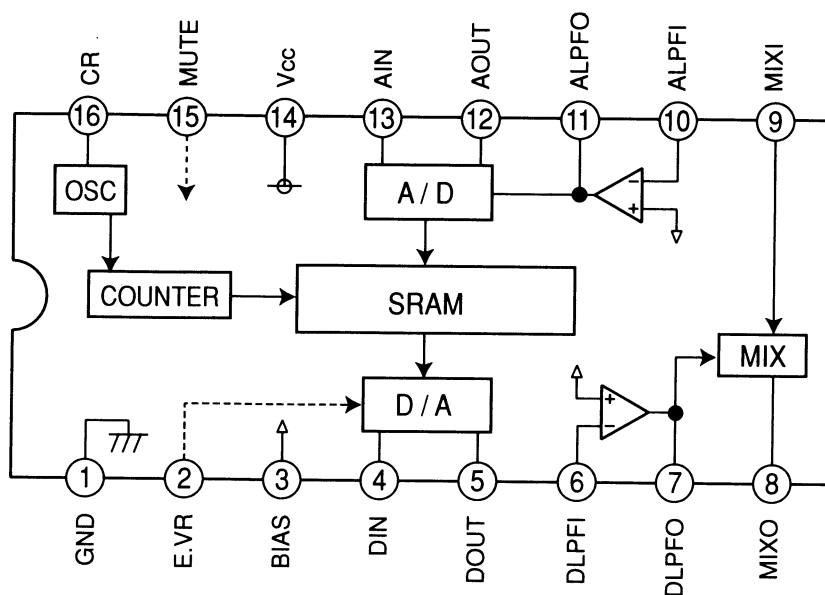 CR
MUTE
Vcc
AIN
AOUT
ALPFO
ALPFI
MIXI
16
15
14
13
12
11
10
9
OSC
A / D
−
+
COUNTER
SRAM
MIX
D / A
+
−
1
2
3
4
5
6
7
8
GND
E.VR
BIAS
DIN
DOUT
DLPFI
DLPFO
MIXO